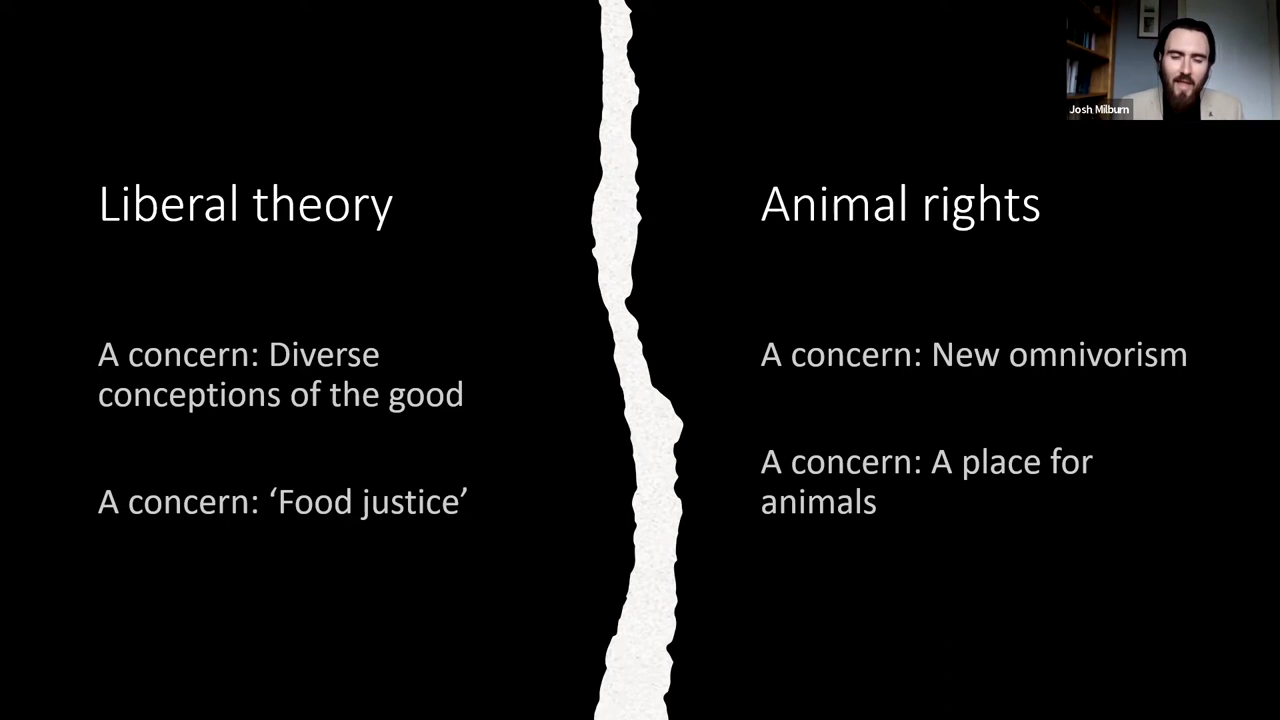 Josh Milburn
Liberal theory
A concern: Diverse
conceptions of the good
A concern: ‘Food justice’
Animal rights
A concern: New omnivorism
A concern: A place for
animals